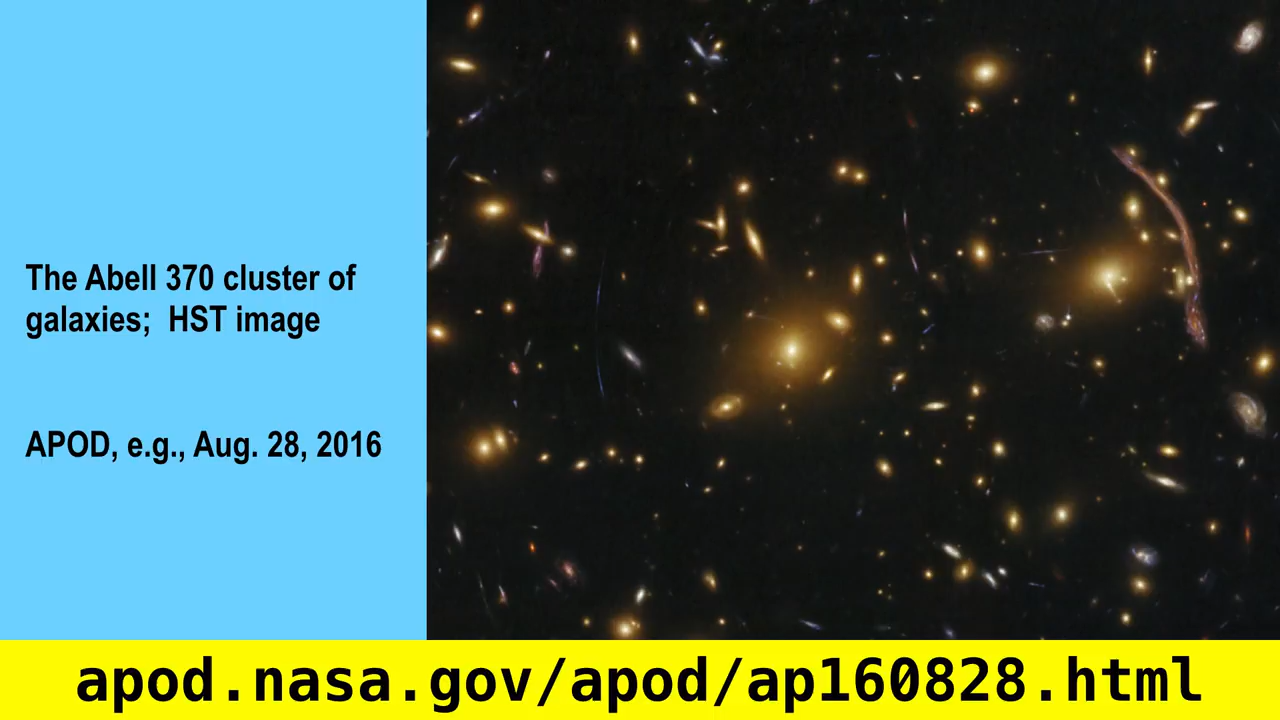 The Abell 370 cluster of
galaxies;  HST image
APOD, e.g., Aug. 28, 2016
apod.nasa.gov/apod/ap160828.html